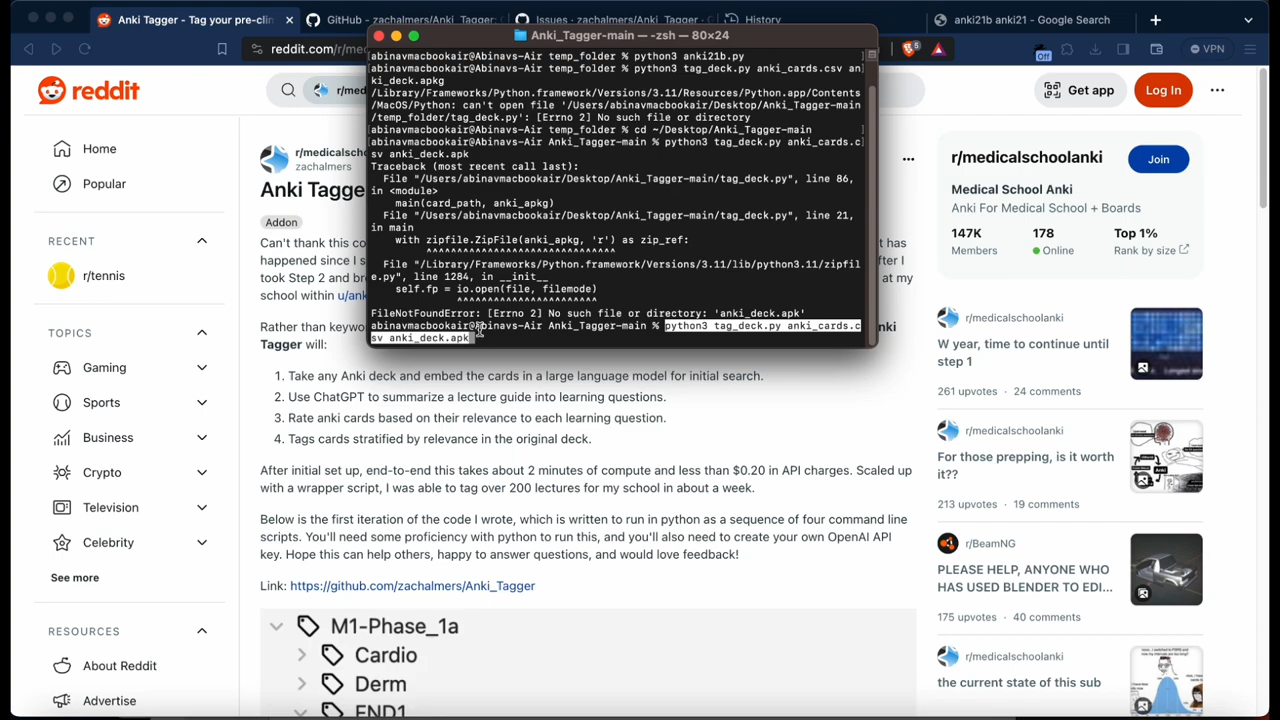 Anki Tagger - Tag your pre-clin
GitHub - zachalmers/Anki_Tagger:
Issues · zachalmers/Anki_Tagger ·
History
anki21b anki21 - Google Search
reddit.com/r/me
Off
VPN
Anki_Tagger-main — -zsh — 80×24
[abinavmacbookair@Abinavs-Air temp_folder % python3 anki21b.py ]
[abinavmacbookair@Abinavs-Air temp_folder % python3 tag_deck.py anki_cards.csv an]
ki_deck.apkg
/Library/Frameworks/Python.framework/Versions/3.11/Resources/Python.app/Contents
/MacOS/Python: can't open file '/Users/abinavmacbookair/Desktop/Anki_Tagger-main
/temp_folder/tag_deck.py': [Errno 2] No such file or directory
[abinavmacbookair@Abinavs-Air temp_folder % cd ~/Desktop/Anki_Tagger-main ]
[abinavmacbookair@Abinavs-Air Anki_Tagger-main % python3 tag_deck.py anki_cards.c]
sv anki_deck.apk
Traceback (most recent call last):
File "/Users/abinavmacbookair/Desktop/Anki_Tagger-main/tag_deck.py", line 86,
in <module>
main(card_path, anki_apkg)
File "/Users/abinavmacbookair/Desktop/Anki_Tagger-main/tag_deck.py", line 21,
in main
with zipfile.ZipFile(anki_apkg, 'r') as zip_ref:
^^^^^^^^^^^^^^^^^^^^^^^^^^^^^
File "/Library/Frameworks/Python.framework/Versions/3.11/lib/python3.11/zipfil
e.py", line 1284, in __init__
self.fp = io.open(file, filemode)
^^^^^^^^^^^^^^^^^^^^^^^
FileNotFoundError: [Errno 2] No such file or directory: 'anki_deck.apk'
abinavmacbookair@Abinavs-Air Anki_Tagger-main % python3 tag_deck.py anki_cards.c
sv anki_deck.apk
reddit
r/med
Get app
Log In
Home
Popular
RECENT
r/tennis
TOPICS
Gaming
Sports
Business
Crypto
Television
Celebrity
See more
RESOURCES
About Reddit
Advertise
r/medicalsch
zachalmers
Anki Tagge
Addon
Can't thank this co
has
happened since I s
after I
took Step 2 and br
at my
school within u/ank
Rather than keywo
nki
Tagger will:
1. Take any Anki deck and embed the cards in a large language model for initial search.
2. Use ChatGPT to summarize a lecture guide into learning questions.
3. Rate anki cards based on their relevance to each learning question.
4. Tags cards stratified by relevance in the original deck.
After initial set up, end-to-end this takes about 2 minutes of compute and less than $0.20 in API charges. Scaled up
with a wrapper script, I was able to tag over 200 lectures for my school in about a week.
Below is the first iteration of the code I wrote, which is written to run in python as a sequence of four command line
scripts. You'll need some proficiency with python to run this, and you'll also need to create your own OpenAI API
key. Hope this can help others, happy to answer questions, and would love feedback!
Link: https://github.com/zachalmers/Anki_Tagger
M1-Phase_1a
Cardio
Derm
END1
r/medicalschoolanki
Join
Medical School Anki
Anki For Medical School + Boards
147K
178
Top 1%
Members
Online
Rank by size
r/medicalschoolanki
W year, time to continue until
step 1
261 upvotes · 24 comments
r/medicalschoolanki
For those prepping, is it worth
it??
213 upvotes · 19 comments
r/BeamNG
PLEASE HELP, ANYONE WHO
HAS USED BLENDER TO EDI...
175 upvotes · 40 comments
r/medicalschoolanki
the current state of this sub